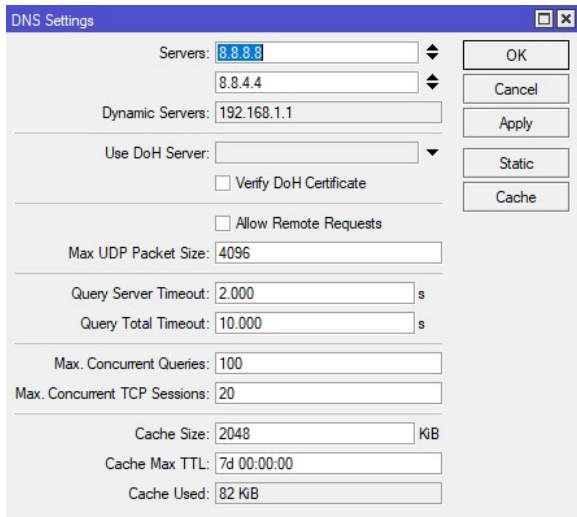 DNS Settings
Servers: 8.8.8.8
8.8.4.4
Dynamic Servers: 192.168.1.1
Use DoH Server:
Verify DoH Certificate
Allow Remote Requests
Max UDP Packet Size: 4096
Query Server Timeout: 2.000 s
Query Total Timeout: 10.000 s
Max. Concurrent Queries: 100
Max. Concurrent TCP Sessions: 20
Cache Size: 2048 KiB
Cache Max TTL: 7d 00:00:00
Cache Used: 82 KiB
OK
Cancel
Apply
Static
Cache